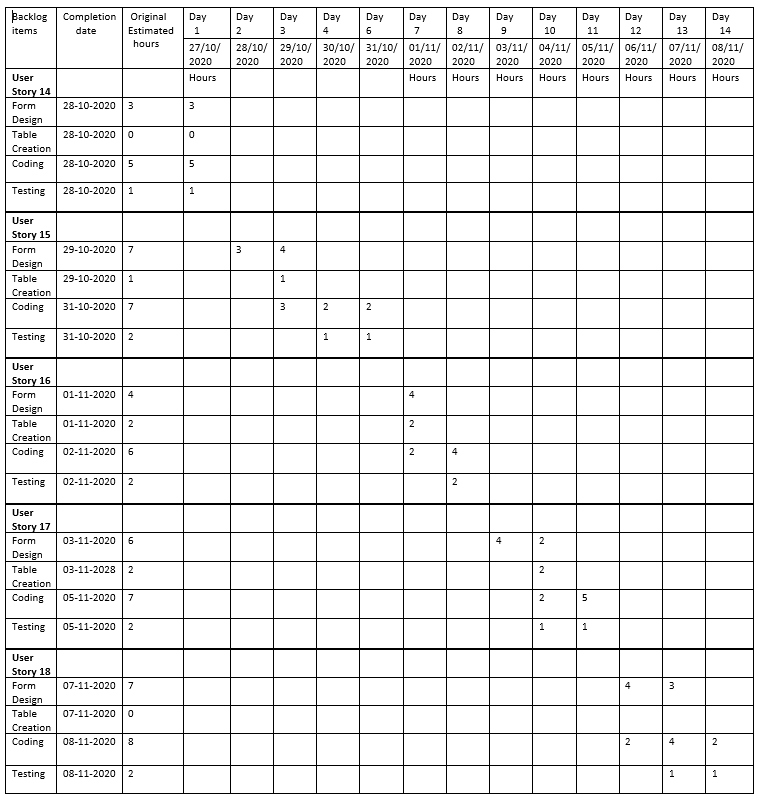 Backlog items Completion date Original Estimated hours Day 1 Day 2 Day 3 Day 4 Day 6 Day 7 Day 8 Day 9 Day 10 Day 11 Day 12 Day 13 Day 14
27/10/2020 28/10/2020 29/10/2020 30/10/2020 31/10/2020 01/11/2020 02/11/2020 03/11/2020 04/11/2020 05/11/2020 06/11/2020 07/11/2020 08/11/2020
User Story 14 Hours Hours Hours Hours Hours Hours Hours Hours Hours
Form Design 28-10-2020 3 3
Table Creation 28-10-2020 0 0
Coding 28-10-2020 5 5
Testing 28-10-2020 1 1
User Story 15
Form Design 29-10-2020 7 3 4
Table Creation 29-10-2020 1 1
Coding 31-10-2020 7 3 2 2
Testing 31-10-2020 2 1 1
User Story 16
Form Design 01-11-2020 4 4
Table Creation 01-11-2020 2 2
Coding 02-11-2020 6 2 4
Testing 02-11-2020 2 2
User Story 17
Form Design 03-11-2020 6 4 2
Table Creation 03-11-2028 2 2
Coding 05-11-2020 7 2 5
Testing 05-11-2020 2 1 1
User Story 18
Form Design 07-11-2020 7 4 3
Table Creation 07-11-2020 0
Coding 08-11-2020 8 2 4 2
Testing 08-11-2020 2 1 1